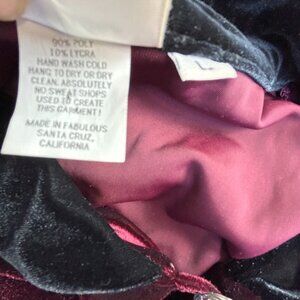 90% POLY
10% LYCRA
HAND WASH COLD
HANG TO DRY OR DRY
CLEAN. ABSOLUTELY
NO SWEAT SHOPS
USED TO CREATE
THIS GARMENT!
MADE IN FABULOUS
SANTA CRUZ,
CALIFORNIA
L